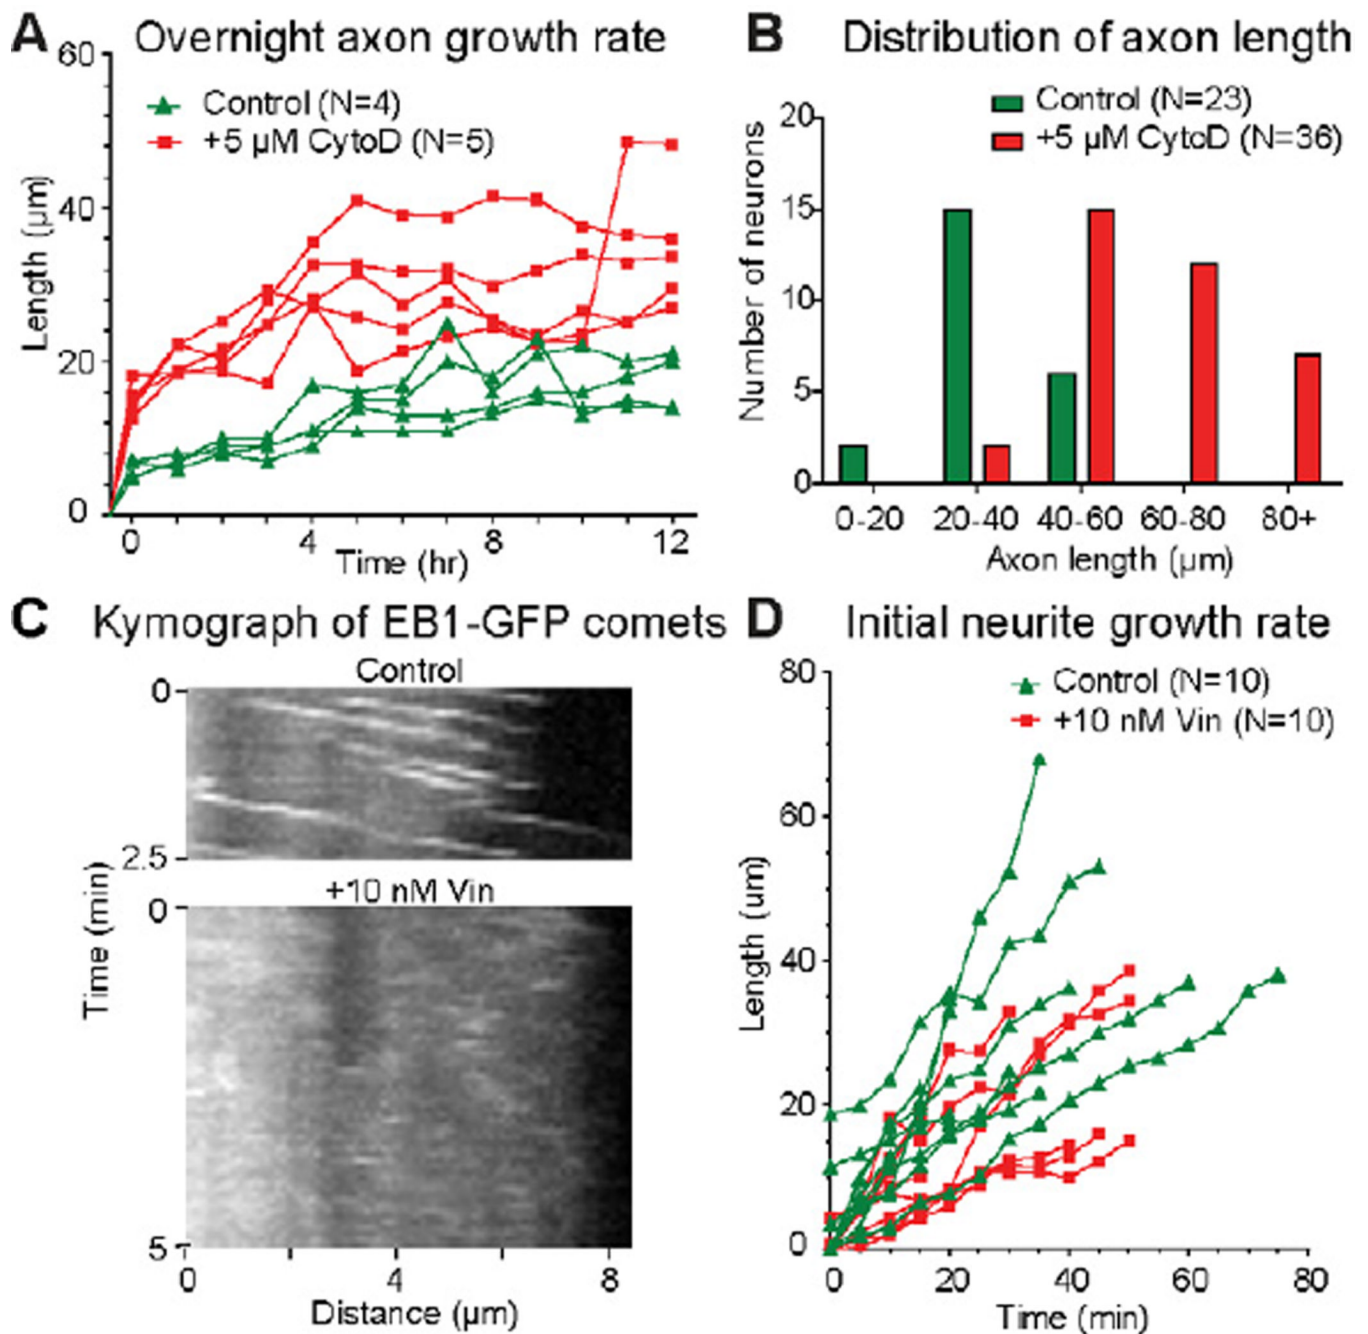 A Overnight axon growth rate
60
40
20
0
Length (µm)
Control (N=4)
+5 µM CytoD (N=5)
0 4 8 12
Time (hr)
B Distribution of axon length
20
15
10
5
0
Number of neurons
Control (N=23)
+5 µM CytoD (N=36)
0-20 20-40 40-60 60-80 80+
Axon length (µm)
C Kymograph of EB1-GFP comets
Control
0
2.5
+10 nM Vin
0
5
Time (min)
0 4 8
Distance (µm)
D Initial neurite growth rate
80
60
40
20
0
Length (um)
Control (N=10)
+10 nM Vin (N=10)
0 20 40 60 80
Time (min)